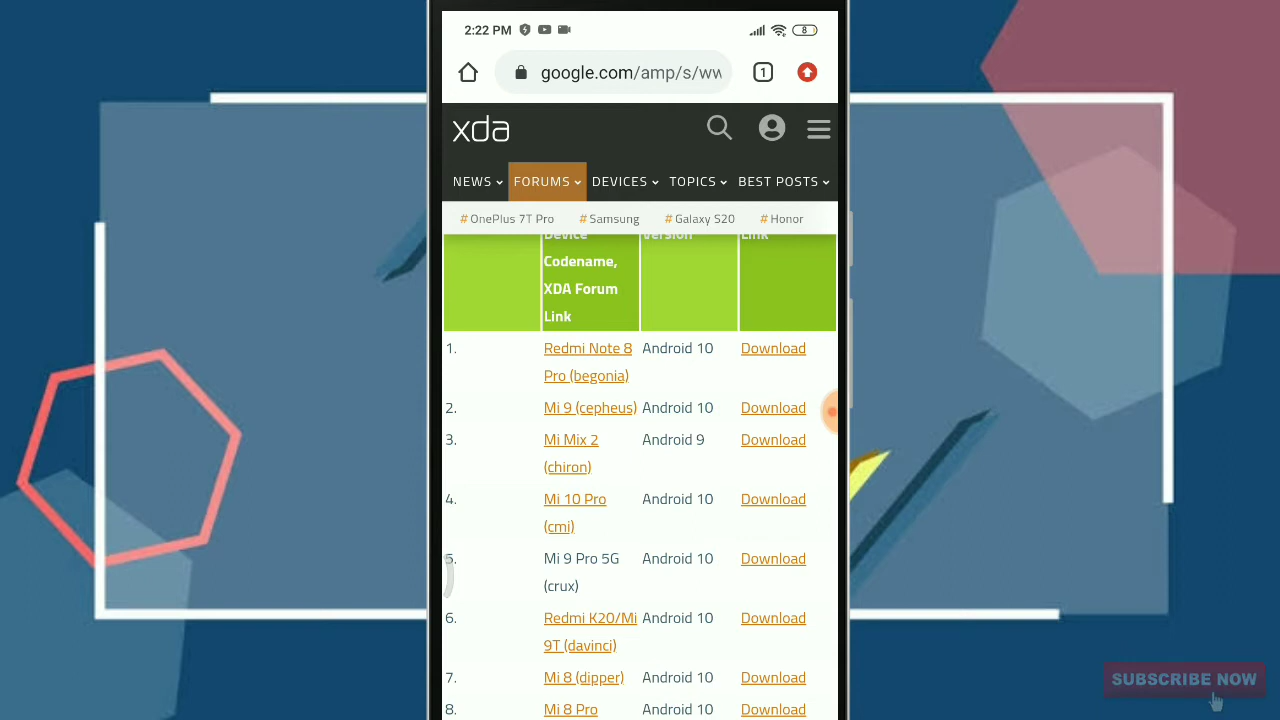 2:22 PM 8
google.com/amp/s/ww 1
xda
NEWS FORUMS DEVICES TOPICS BEST POSTS
#OnePlus 7T Pro #Samsung #Galaxy S20 #Honor
Device Version Link
Codename,
XDA Forum
Link
1. Redmi Note 8 Android 10 Download
Pro (begonia)
2. Mi 9 (cepheus) Android 10 Download
3. Mi Mix 2 Android 9 Download
(chiron)
4. Mi 10 Pro Android 10 Download
(cmi)
5. Mi 9 Pro 5G Android 10 Download
(crux)
6. Redmi K20/Mi Android 10 Download
9T (davinci)
7. Mi 8 (dipper) Android 10 Download
8. Mi 8 Pro Android 10 Download
SUBSCRIBE NOW